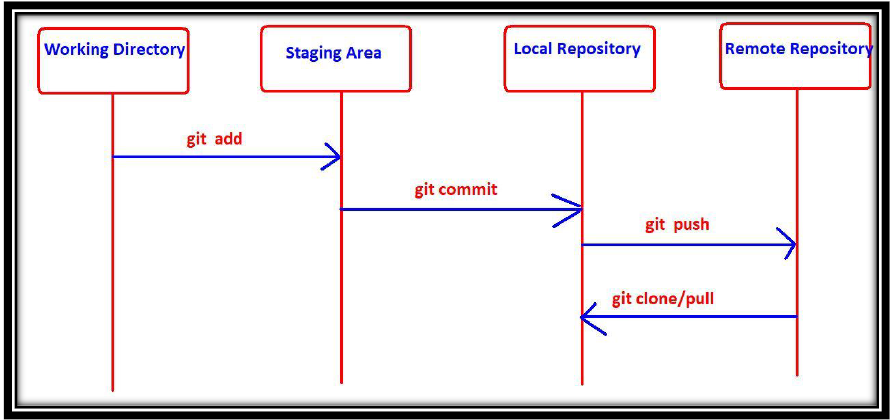 Working Directory
Staging Area
Local Repository
Remote Repository
git add
git commit
git push
git clone/pull